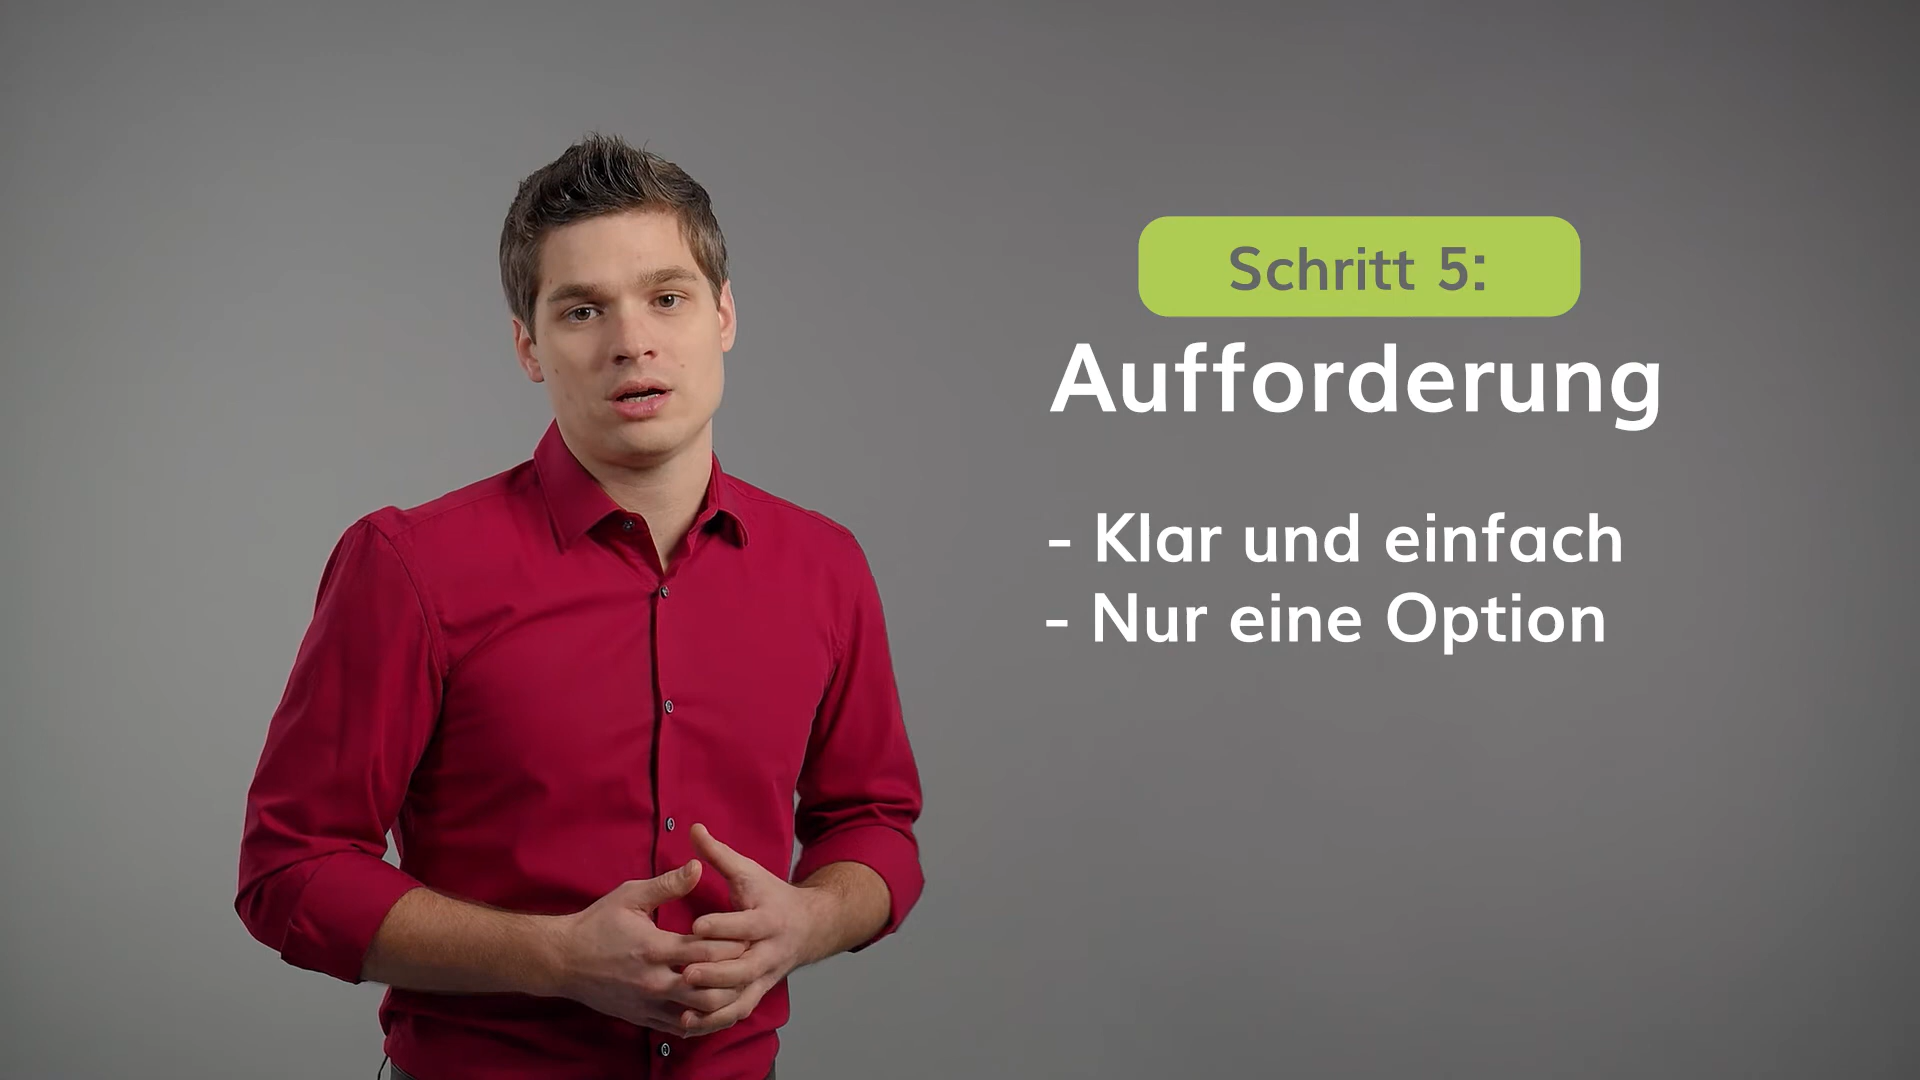 Schritt 5:
Aufforderung
- Klar und einfach
- Nur eine Option